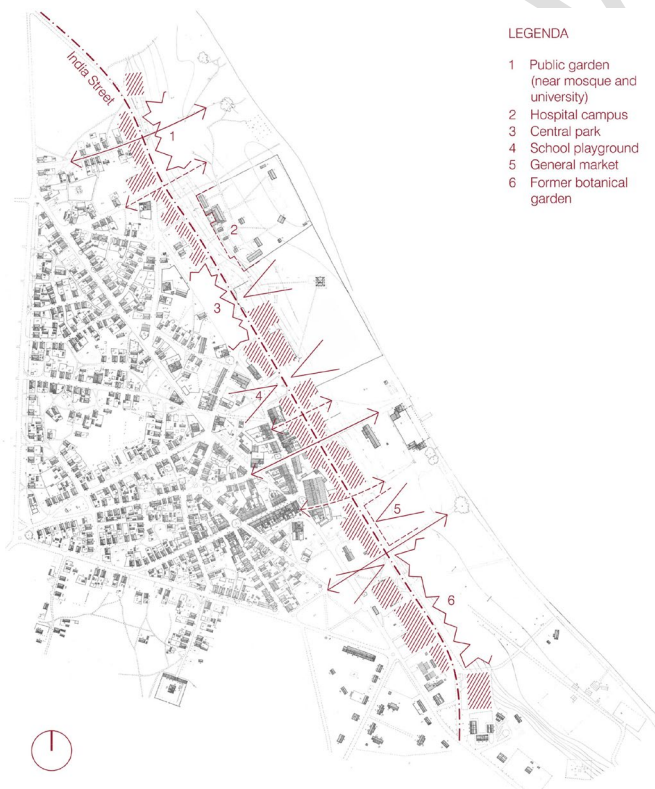 LEGENDA
1 Public garden
(near mosque and
university)
2 Hospital campus
3 Central park
4 School playground
5 General market
6 Former botanical
garden
India Street
1
2
3
4
5
6